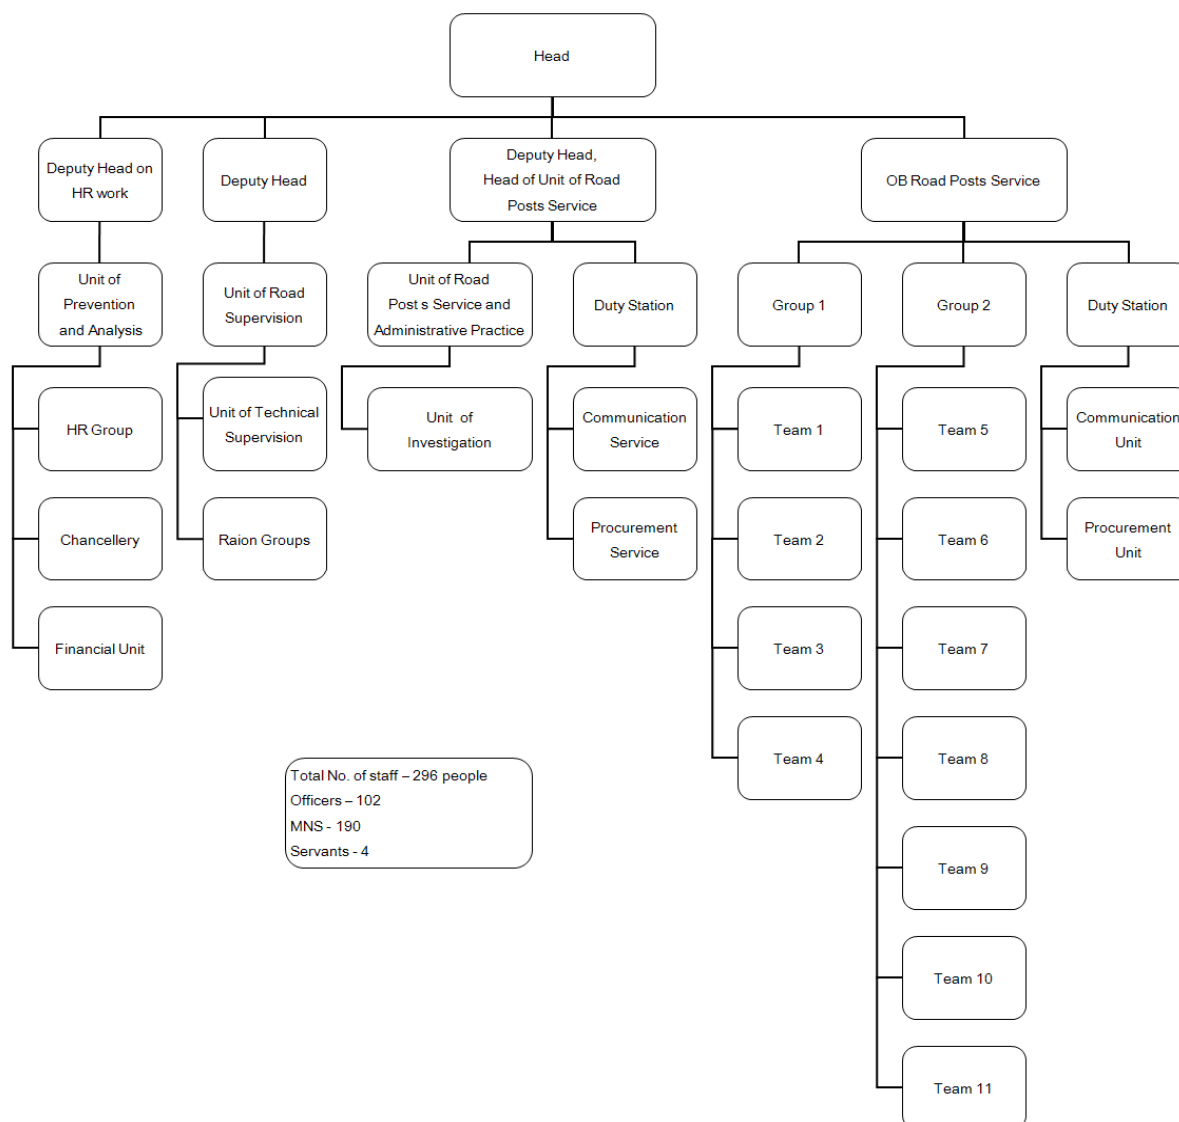 Head
Deputy Head on
HR work
Deputy Head
Deputy Head,
Head of Unit of Road
Posts Service
OB Road Posts Service
Unit of
Prevention
and Analysis
Unit of Road
Supervision
Unit of Road
Post s Service and
Administrative Practice
Duty Station
Group 1
Group 2
Duty Station
HR Group
Unit of Technical
Supervision
Unit of
Investigation
Communication
Service
Team 1
Team 5
Communication
Unit
Chancellery
Raion Groups
Procurement
Service
Team 2
Team 6
Procurement
Unit
Financial Unit
Team 3
Team 7
Team 4
Team 8
Total No. of staff – 296 people
Officers – 102
MNS - 190
Servants - 4
Team 9
Team 10
Team 11